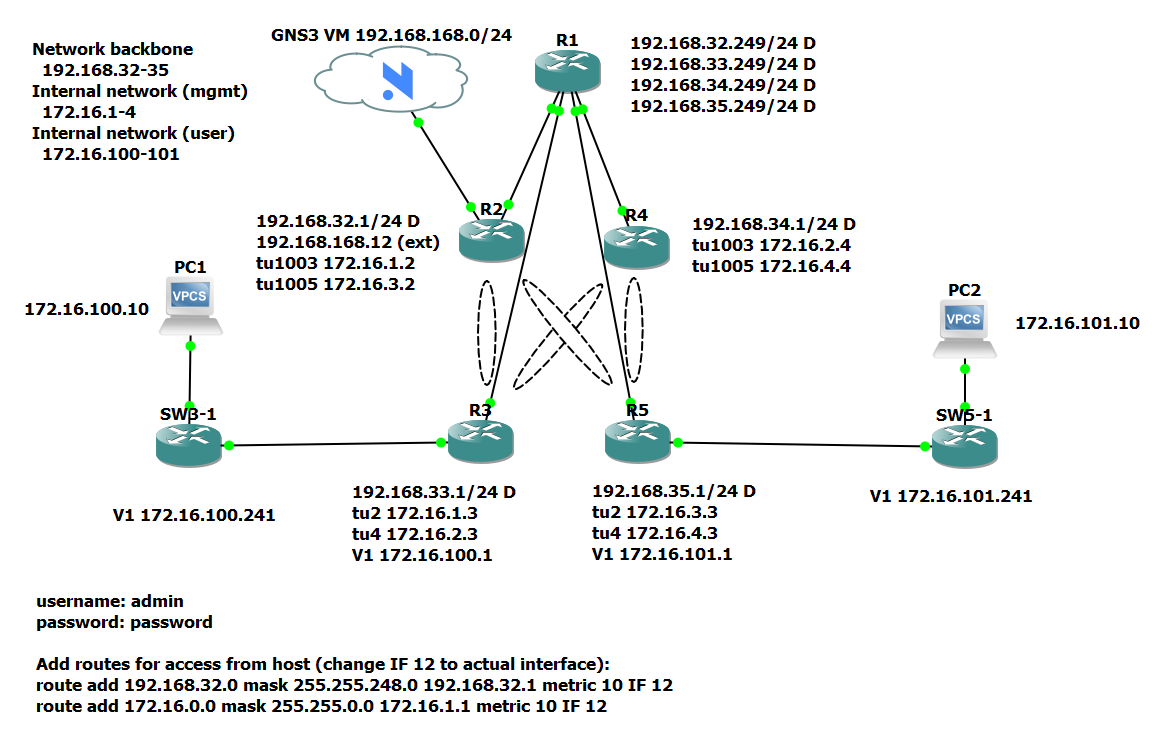 Network backbone
192.168.32-35
Internal network (mgmt)
172.16.1-4
Internal network (user)
172.16.100-101
GNS3 VM 192.168.168.0/24
R1
192.168.32.249/24 D
192.168.33.249/24 D
192.168.34.249/24 D
192.168.35.249/24 D
R2
192.168.32.1/24 D
192.168.168.12 (ext)
tu1003 172.16.1.2
tu1005 172.16.3.2
R4
192.168.34.1/24 D
tu1003 172.16.2.4
tu1005 172.16.4.4
PC1
VPCS
172.16.100.10
PC2
VPCS
172.16.101.10
SW3-1
V1 172.16.100.241
R3
192.168.33.1/24 D
tu2 172.16.1.3
tu4 172.16.2.3
V1 172.16.100.1
R5
192.168.35.1/24 D
tu2 172.16.3.3
tu4 172.16.4.3
V1 172.16.101.1
SW5-1
V1 172.16.101.241
username: admin
password: password
Add routes for access from host (change IF 12 to actual interface):
route add 192.168.32.0 mask 255.255.248.0 192.168.32.1 metric 10 IF 12
route add 172.16.0.0 mask 255.255.0.0 172.16.1.1 metric 10 IF 12